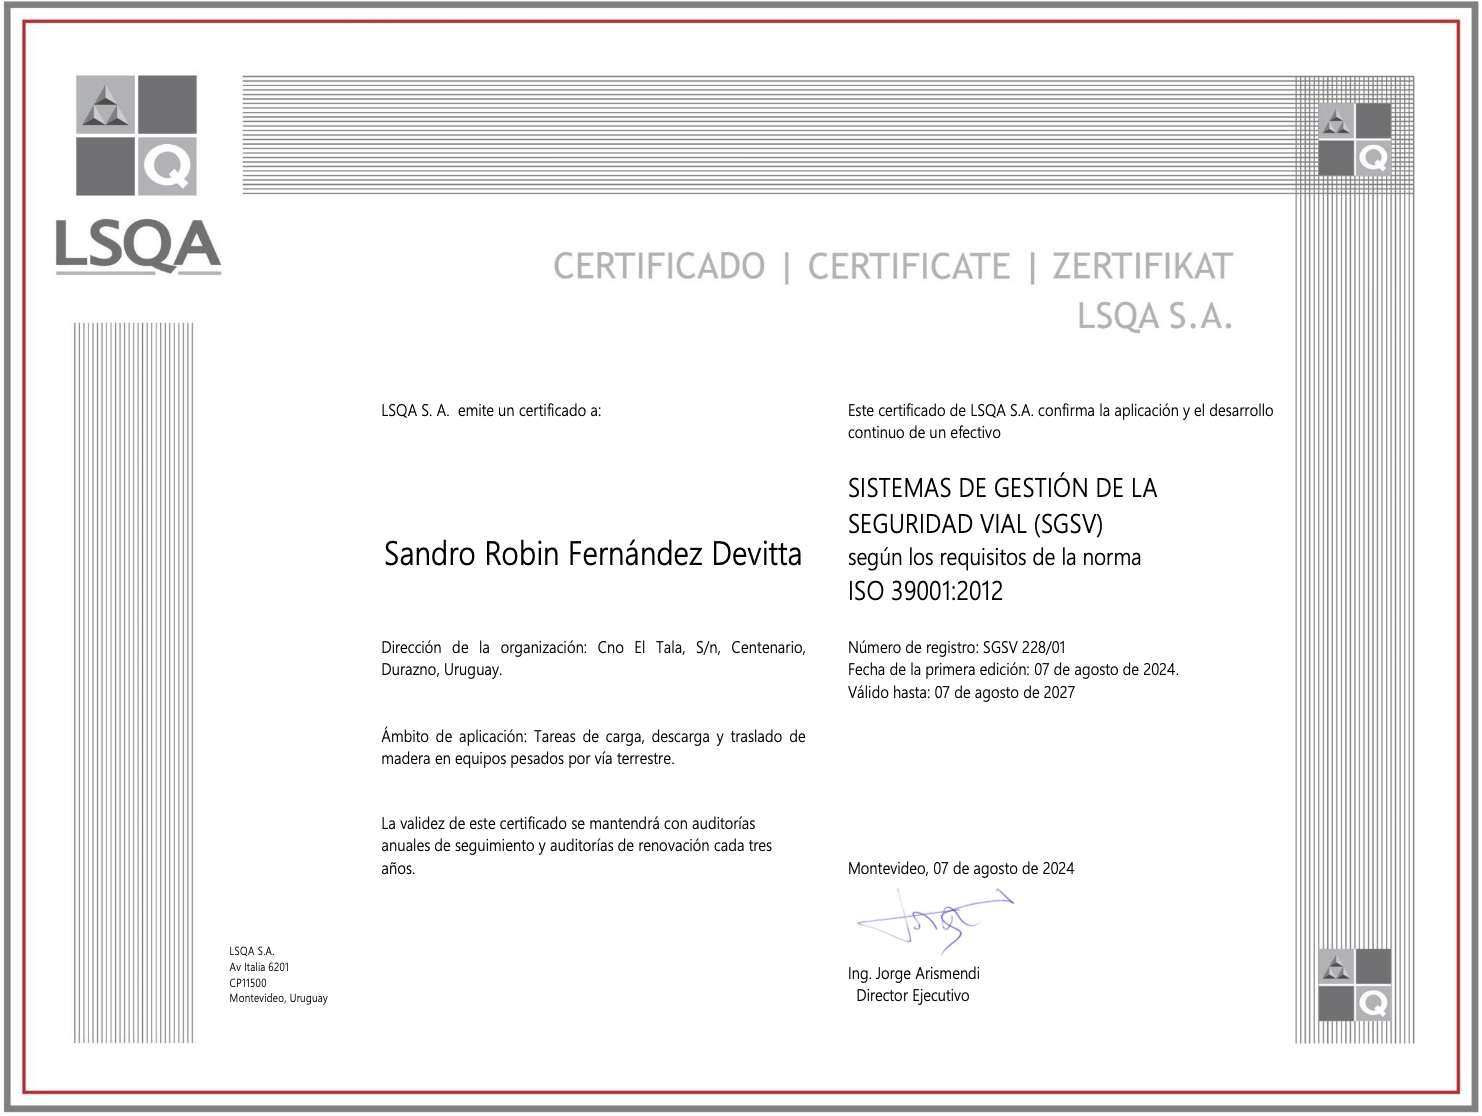 LSQA
CERTIFICADO | CERTIFICATE | ZERTIFIKAT
LSQA S.A.
LSQA S. A. emite un certificado a:
Sandro Robin Fernández Devitta
Dirección de la organización: Cno El Tala, S/n, Centenario,
Durazno, Uruguay.
Ámbito de aplicación: Tareas de carga, descarga y traslado de
madera en equipos pesados por vía terrestre.
La validez de este certificado se mantendrá con auditorías
anuales de seguimiento y auditorías de renovación cada tres
años.
Este certificado de LSQA S.A. confirma la aplicación y el desarrollo
continuo de un efectivo
SISTEMAS DE GESTIÓN DE LA
SEGURIDAD VIAL (SGSV)
según los requisitos de la norma
ISO 39001:2012
Número de registro: SGSV 228/01
Fecha de la primera edición: 07 de agosto de 2024.
Válido hasta: 07 de agosto de 2027
Montevideo, 07 de agosto de 2024
Jorge
Ing. Jorge Arismendi
Director Ejecutivo
LSQA S.A.
Av Italia 6201
CP11500
Montevideo, Uruguay
Q
Q
Q